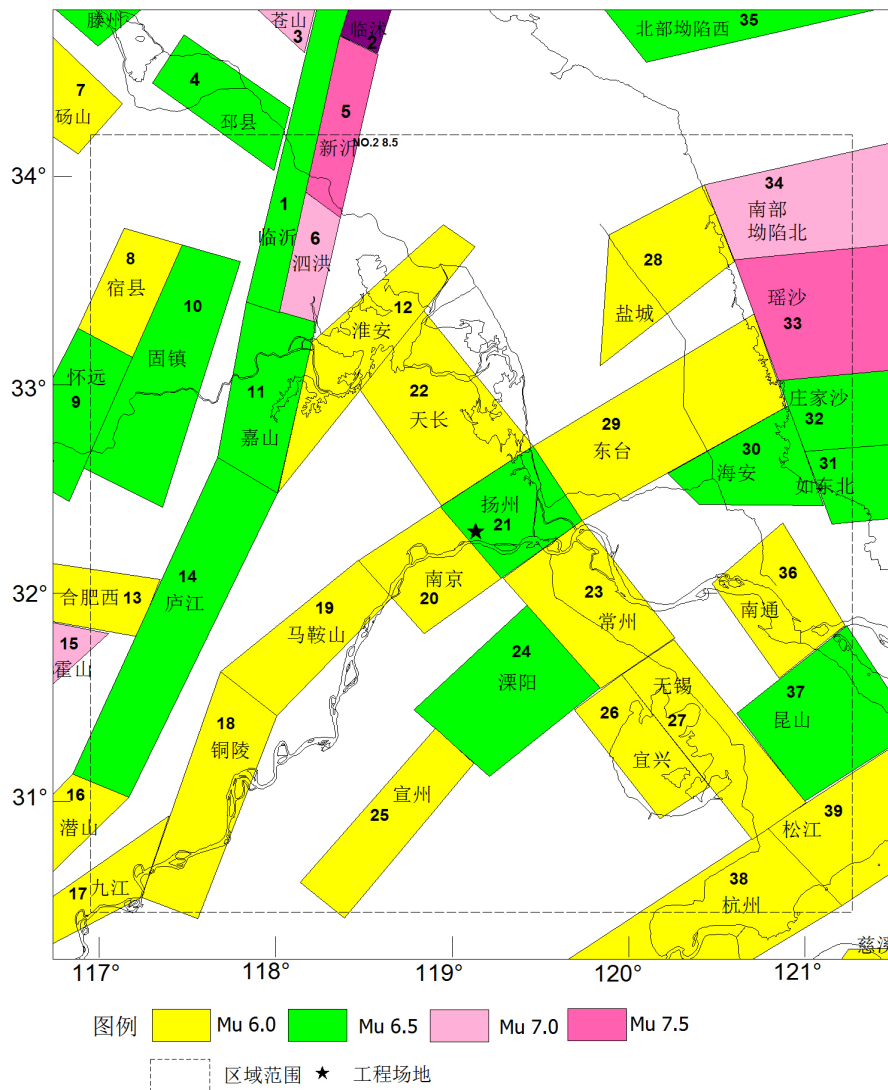 滕州
苍山
3
临沭
2
北部坳陷西
35
7
砀山
4
邳县
5
新沂
NO.2 8.5
34°
1
临沂
6
泗洪
34
南部
坳陷北
28
盐城
瑶沙
33
8
宿县
10
固镇
12
淮安
33°
怀远
9
11
嘉山
22
天长
29
东台
庄家沙
32
30
海安
31
如东北
扬州
21
32°
合肥西 13
14
庐江
15
霍山
19
马鞍山
南京
20
23
常州
36
南通
24
溧阳
无锡
27
26
宜兴
37
昆山
18
铜陵
31°
16
潜山
宣州
25
39
松江
17 九江
38
杭州
慈溪
117°
118°
119°
120°
121°
图例
Mu 6.0
Mu 6.5
Mu 7.0
Mu 7.5
区域范围
工程场地